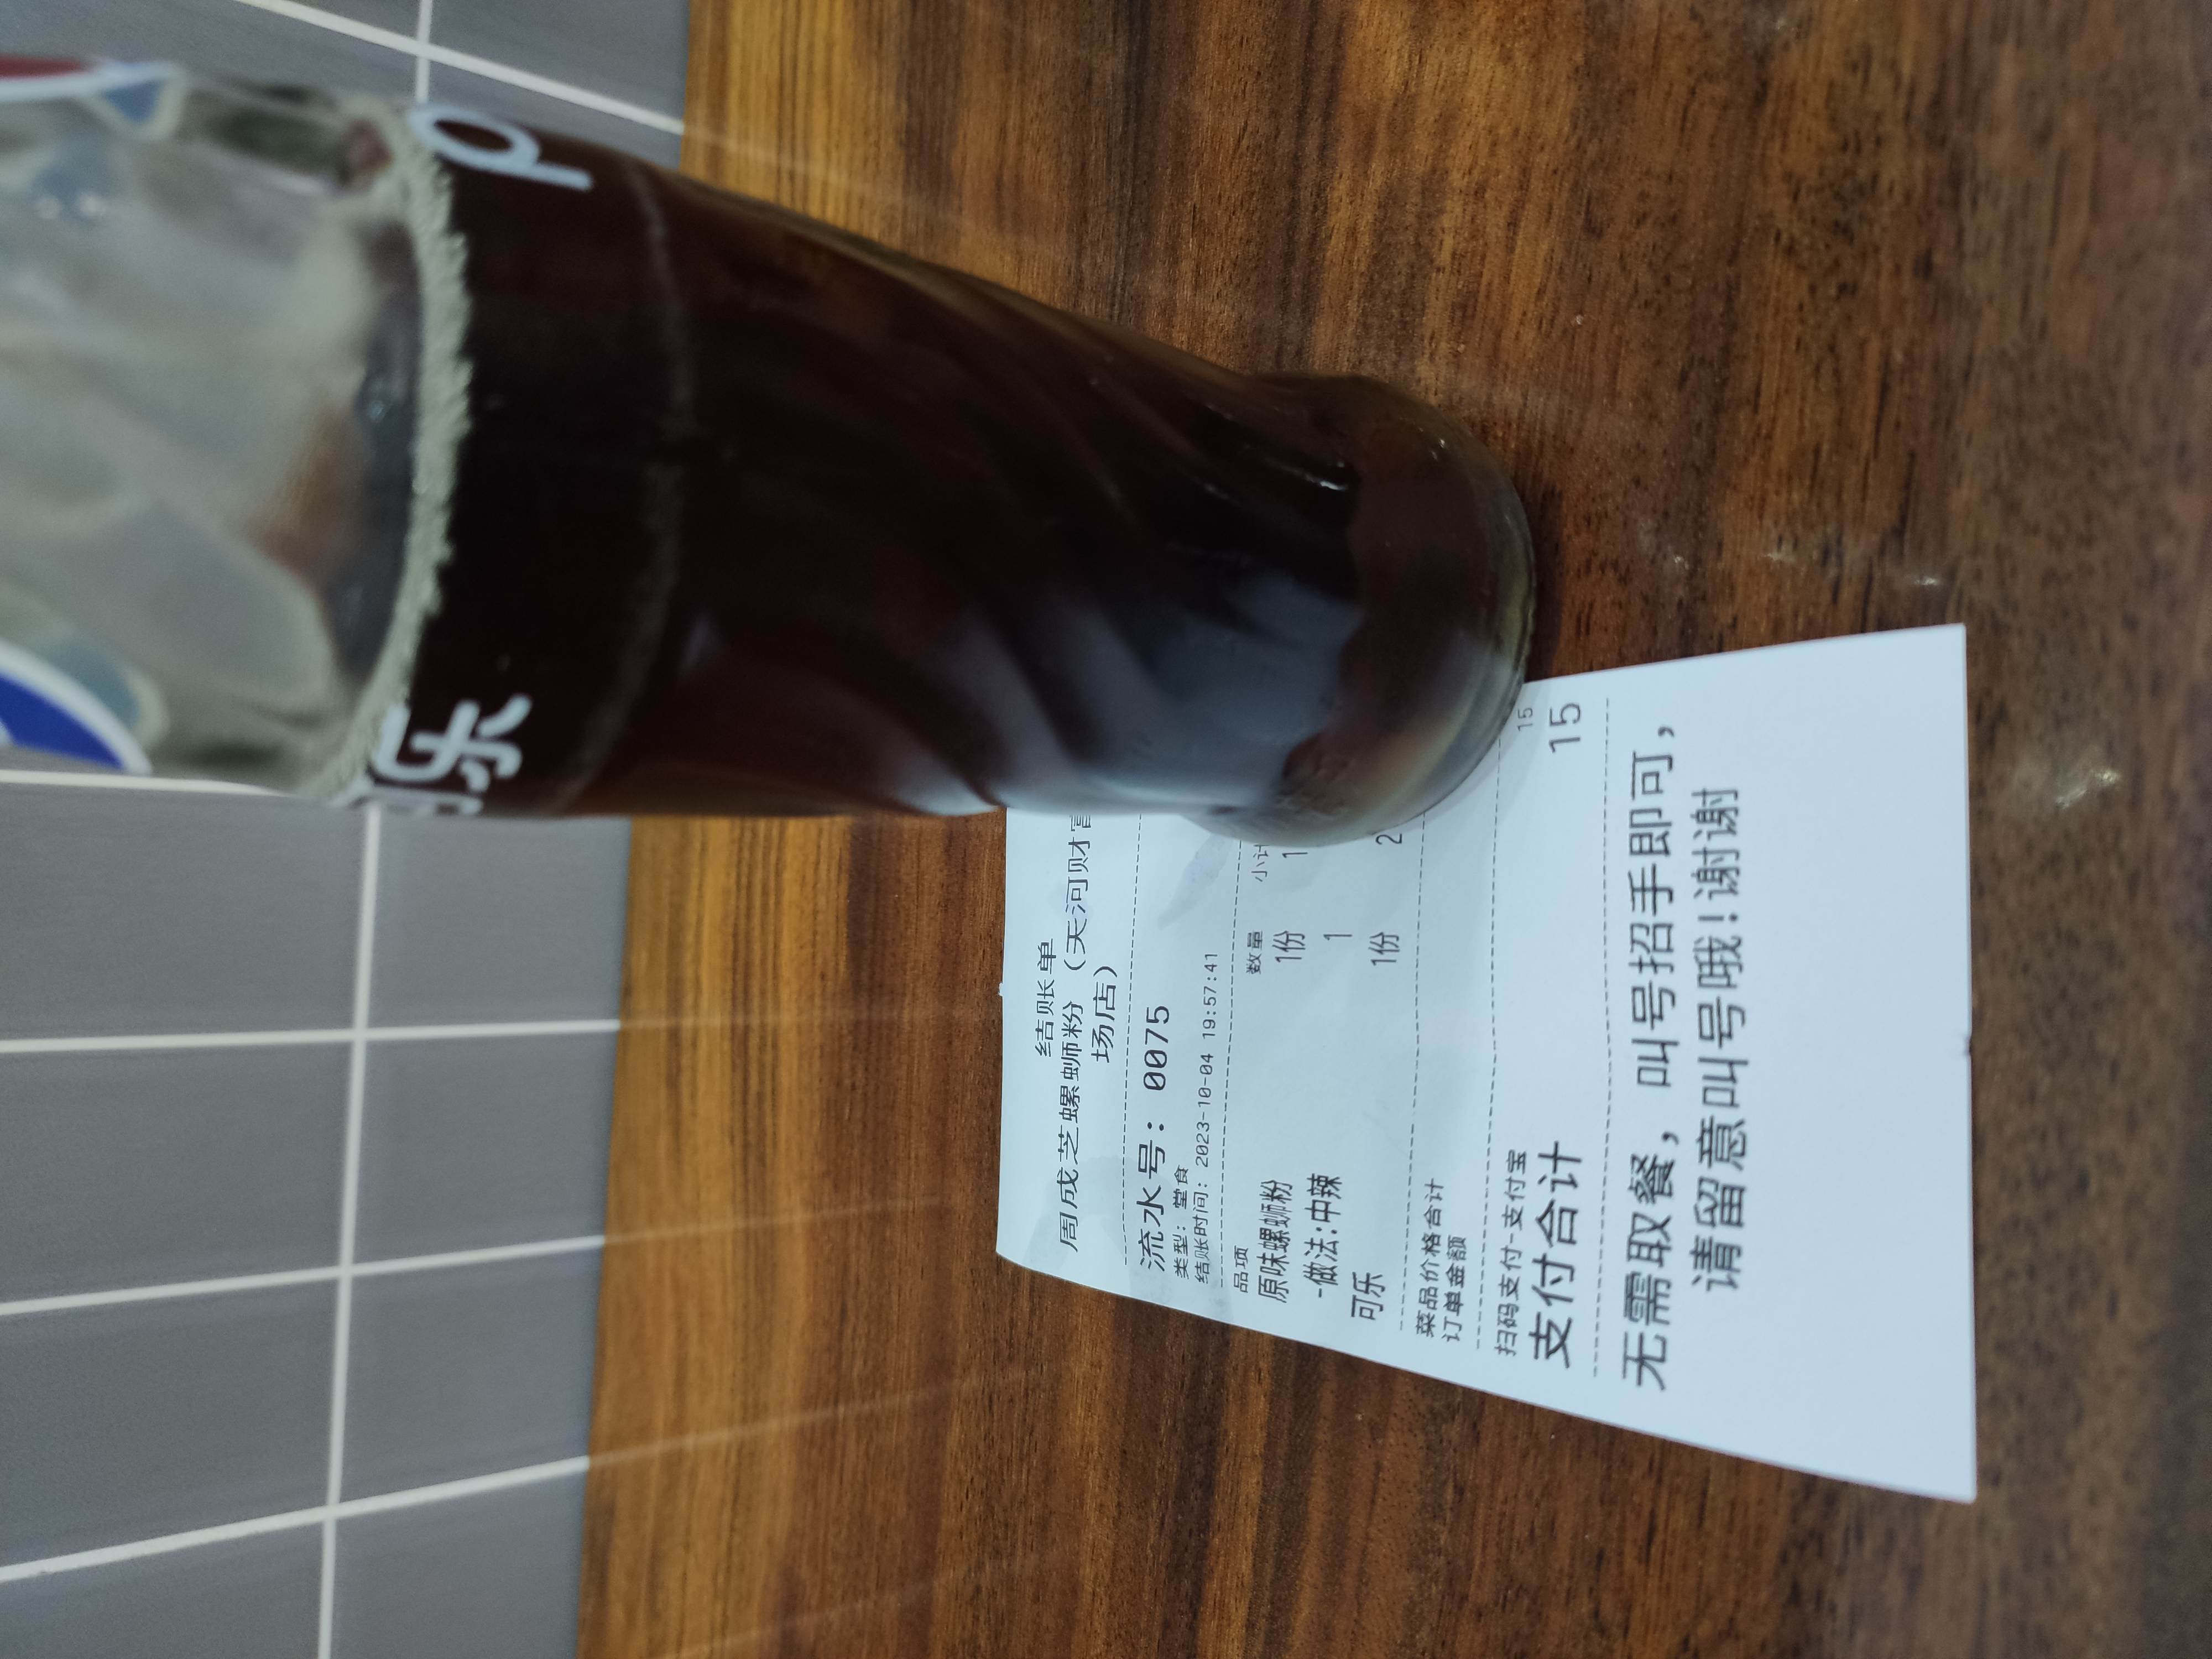 乐
p
结账单
周成芝螺蛳粉 (天河财富
场店)
流水号: 0075
类型: 堂食
结账时间: 2023-10-04 19:57:41
品项 数量 小计
原味螺蛳粉 1份 1
-做法:中辣 1
可乐 1份 2
菜品价格合计
订单金额
扫码支付-支付宝 15
支付合计 15
无需取餐, 叫号招手即可,
请留意叫号哦!谢谢